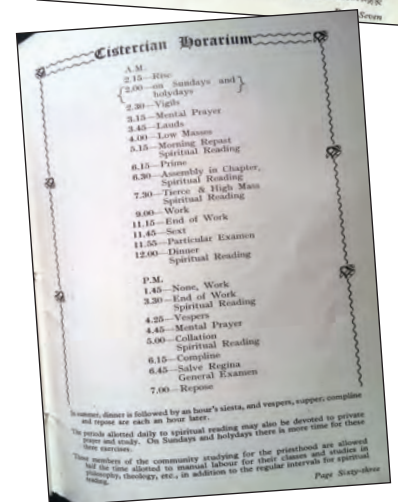 Seven
Cistercian Horarium
A.M.
2.15—Rise
{2.00—on Sundays and
holydays}
2.30—Vigils
3.15—Mental Prayer
3.45—Lauds
4.00—Low Masses
5.15—Morning Repast
Spiritual Reading
6.15—Prime
6.30—Assembly in Chapter,
Spiritual Reading
7.30—Tierce & High Mass
Spiritual Reading
9.00—Work
11.15—End of Work
11.45—Sext
11.55—Particular Examen
12.00—Dinner
Spiritual Reading
P.M.
1.45—None, Work
3.30—End of Work
Spiritual Reading
4.25—Vespers
4.45—Mental Prayer
5.00—Collation
Spiritual Reading
6.15—Compline
6.45—Salve Regina
General Examen
7.00—Repose
In summer, dinner is followed by an hour's siesta, and vespers, supper, compline
and repose are each an hour later.
The periods allotted daily to spiritual reading may also be devoted to private
prayer and study. On Sundays and holydays there is more time for these
exercises.
Those members of the community studying for the priesthood are allowed
half the time allotted to manual labour for their classes and studies in
philosophy, theology, etc., in addition to the regular intervals for spiritual
reading.
Page Sixty-three